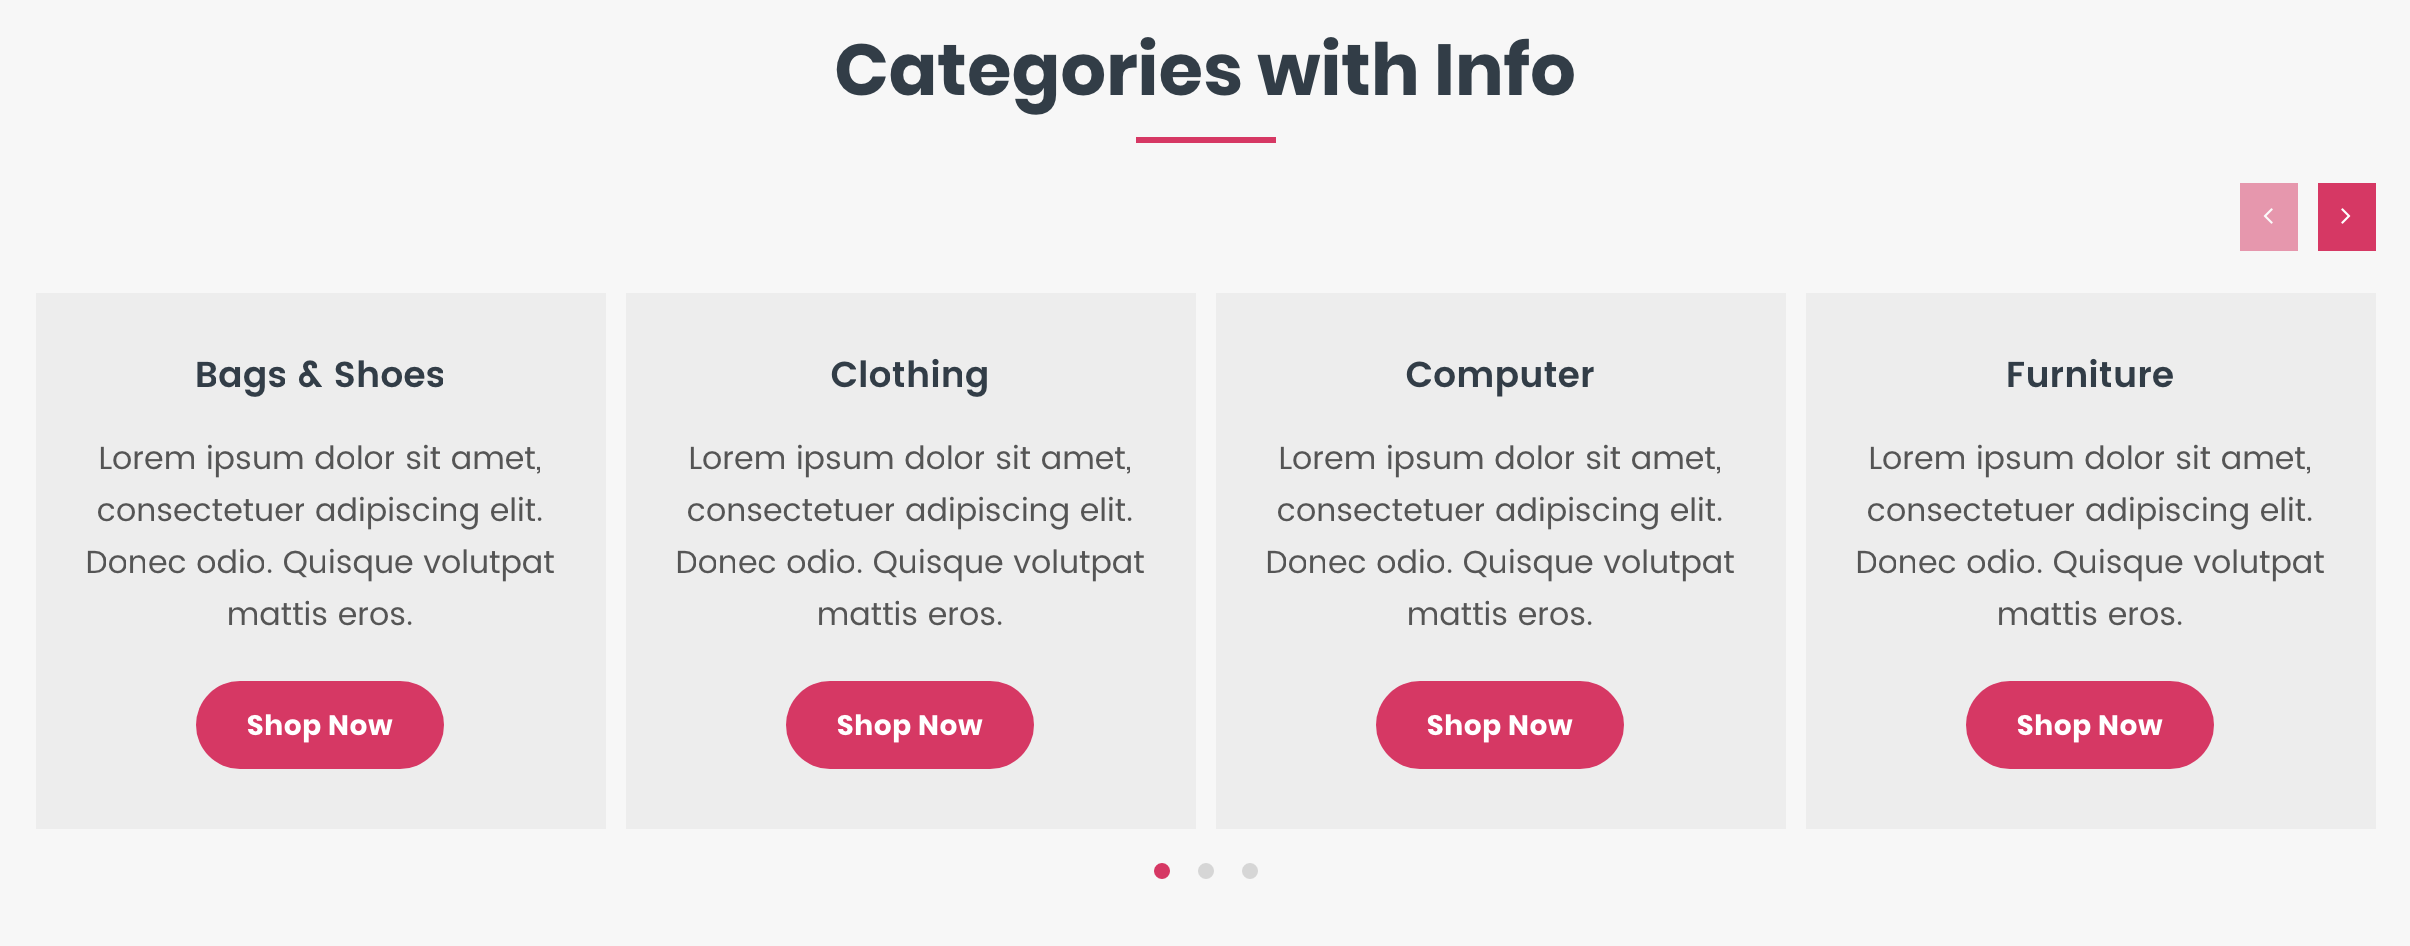 Categories with Info
Bags & Shoes
Lorem ipsum dolor sit amet,
consectetuer adipiscing elit.
Donec odio. Quisque volutpat
mattis eros.
Shop Now
Clothing
Lorem ipsum dolor sit amet,
consectetuer adipiscing elit.
Donec odio. Quisque volutpat
mattis eros.
Shop Now
Computer
Lorem ipsum dolor sit amet,
consectetuer adipiscing elit.
Donec odio. Quisque volutpat
mattis eros.
Shop Now
Furniture
Lorem ipsum dolor sit amet,
consectetuer adipiscing elit.
Donec odio. Quisque volutpat
mattis eros.
Shop Now